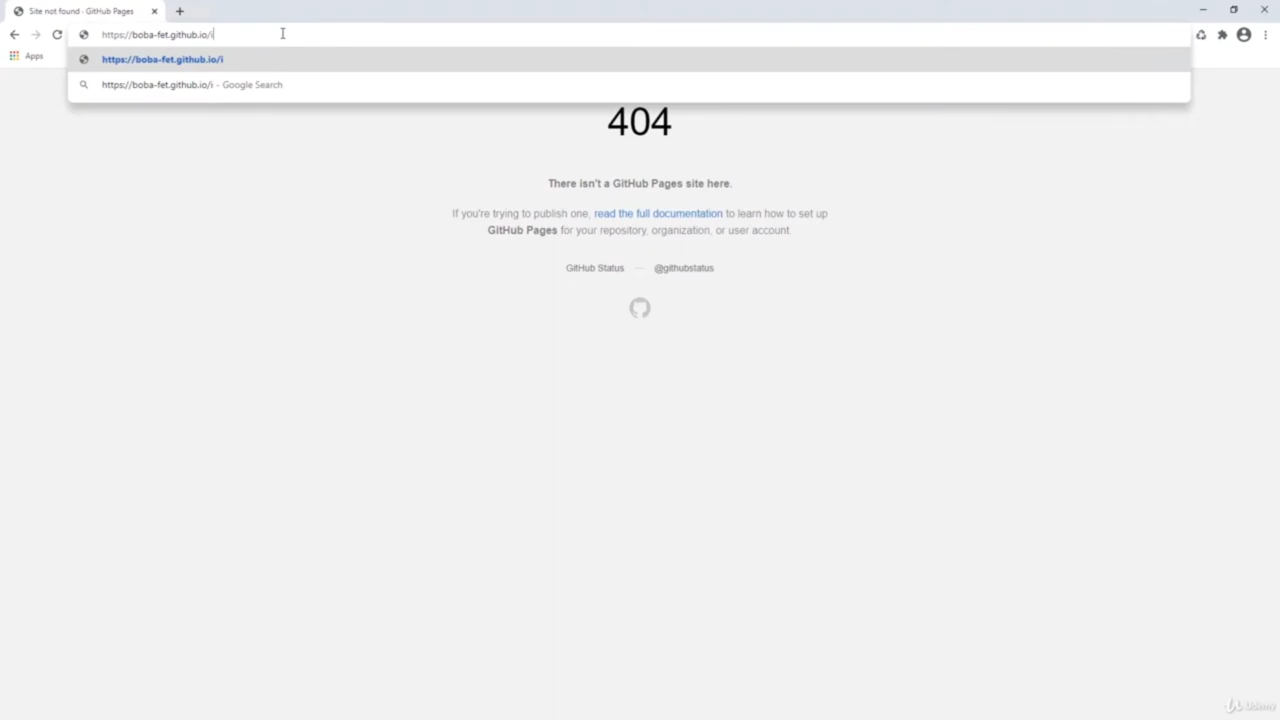 Site not found · GitHub Pages
https://boba-fet.github.io/i
Apps
https://boba-fet.github.io/i
https://boba-fet.github.io/i - Google Search
404
There isn't a GitHub Pages site here.
If you're trying to publish one, read the full documentation to learn how to set up
GitHub Pages for your repository, organization, or user account.
GitHub Status — @githubstatus
Udemy